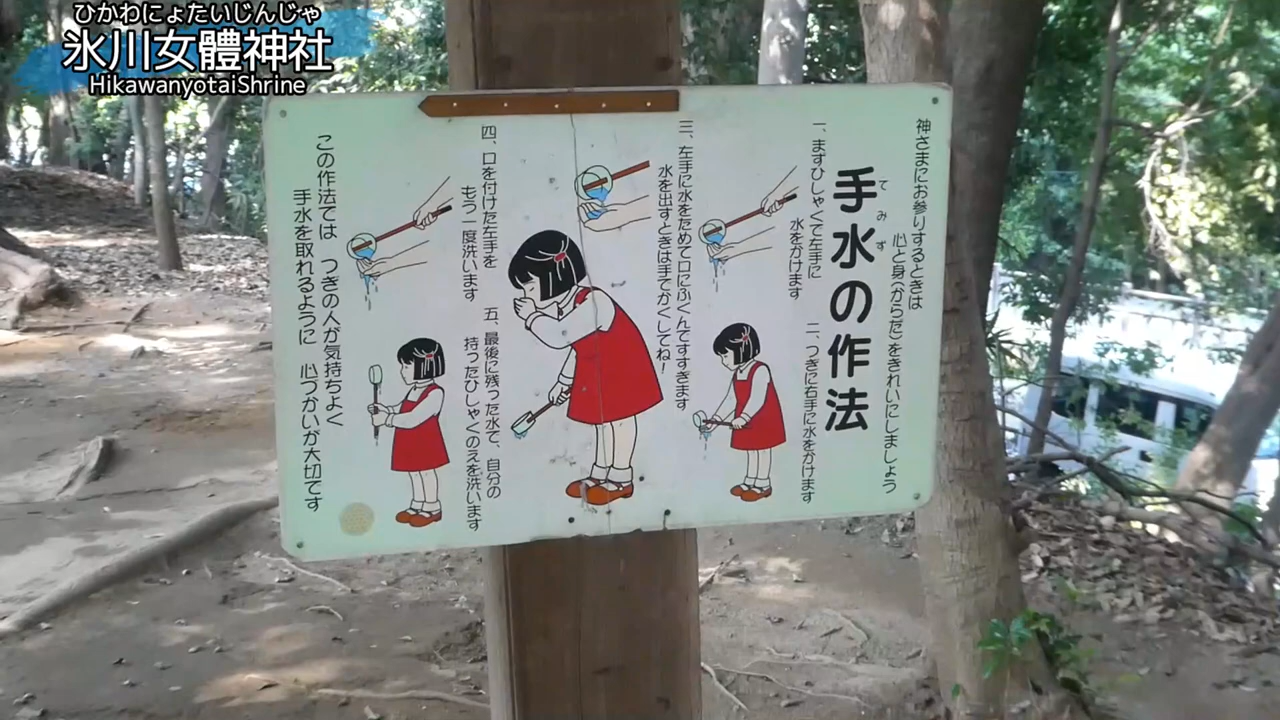 ひかわにょたいじんじゃ
氷川女體神社
HikawanyotaiShrine
神さまにお参りするときは
心と身(からだ)をきれいにしましょう
手水の作法
てみず
一、まずひしゃくで左手に
水をかけます
二、つぎに右手に水をかけます
三、左手に水をためて口にふくんですすぎます
水を出すときは手でかくしてね!
四、口を付けた左手を
もう一度洗います
五、最後に残った水で、自分の
持ったひしゃくのえを洗います
この作法では つぎの人が気持ちよく
手水を取れるように 心づかいが大切です